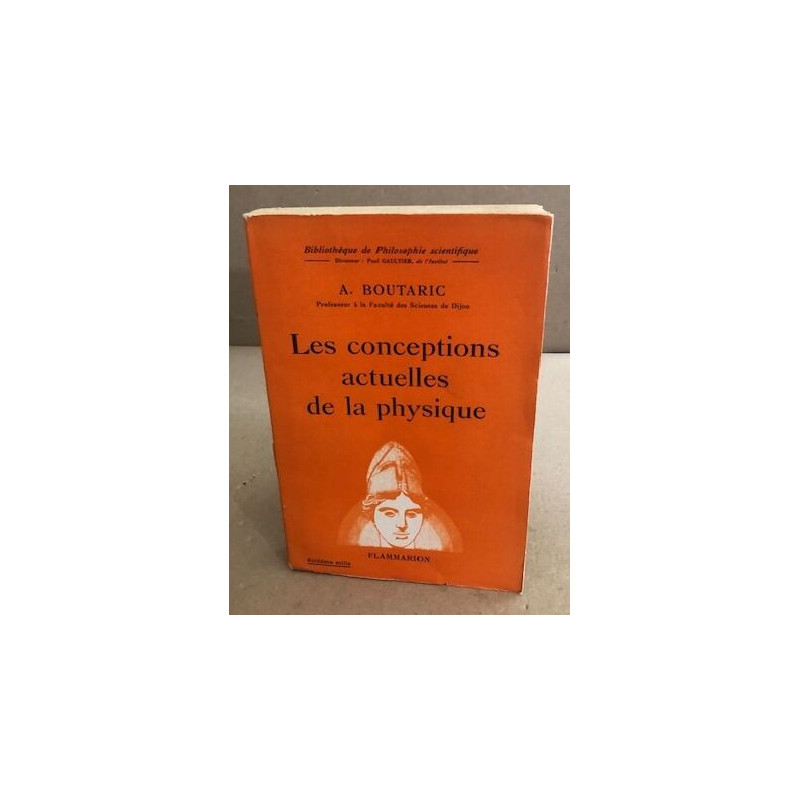 Bibliothèque de Philosophie scientifique
Directeur : Paul GAULTIER, de l'Institut
A. BOUTARIC
Professeur à la Faculté des Sciences de Dijon
Les conceptions
actuelles
de la physique
FLAMMARION
mille